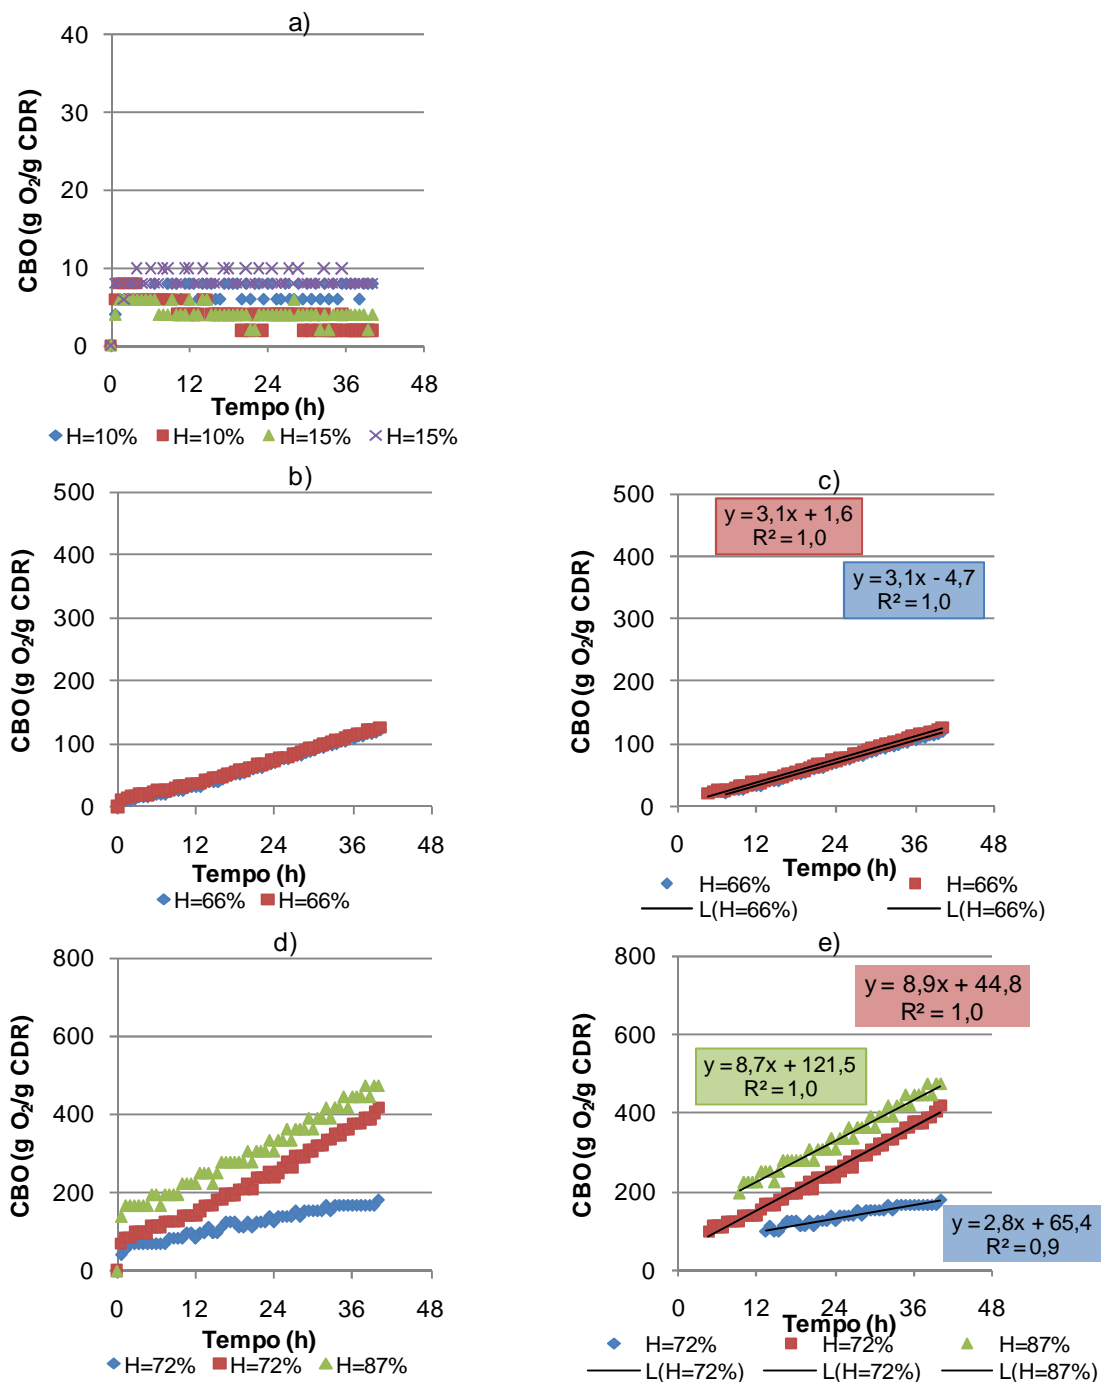 a)
CBO (g O₂/g CDR)
40
30
20
10
0
0 12 24 36 48
Tempo (h)
H=10% H=10% H=15% H=15%
b)
CBO (g O₂/g CDR)
500
400
300
200
100
0
0 12 24 36 48
Tempo (h)
H=66% H=66%
c)
CBO (g O₂/g CDR)
500
400
300
200
100
0
y = 3,1x + 1,6
R² = 1,0
y = 3,1x - 4,7
R² = 1,0
0 12 24 36 48
Tempo (h)
H=66% H=66%
L(H=66%) L(H=66%)
d)
CBO (g O₂/g CDR)
800
600
400
200
0
0 12 24 36 48
Tempo (h)
H=72% H=72% H=87%
e)
CBO (g O₂/g CDR)
800
600
400
200
0
y = 8,9x + 44,8
R² = 1,0
y = 8,7x + 121,5
R² = 1,0
y = 2,8x + 65,4
R² = 0,9
0 12 24 36 48
Tempo (h)
H=72% H=72% H=87%
L(H=72%) L(H=72%) L(H=87%)